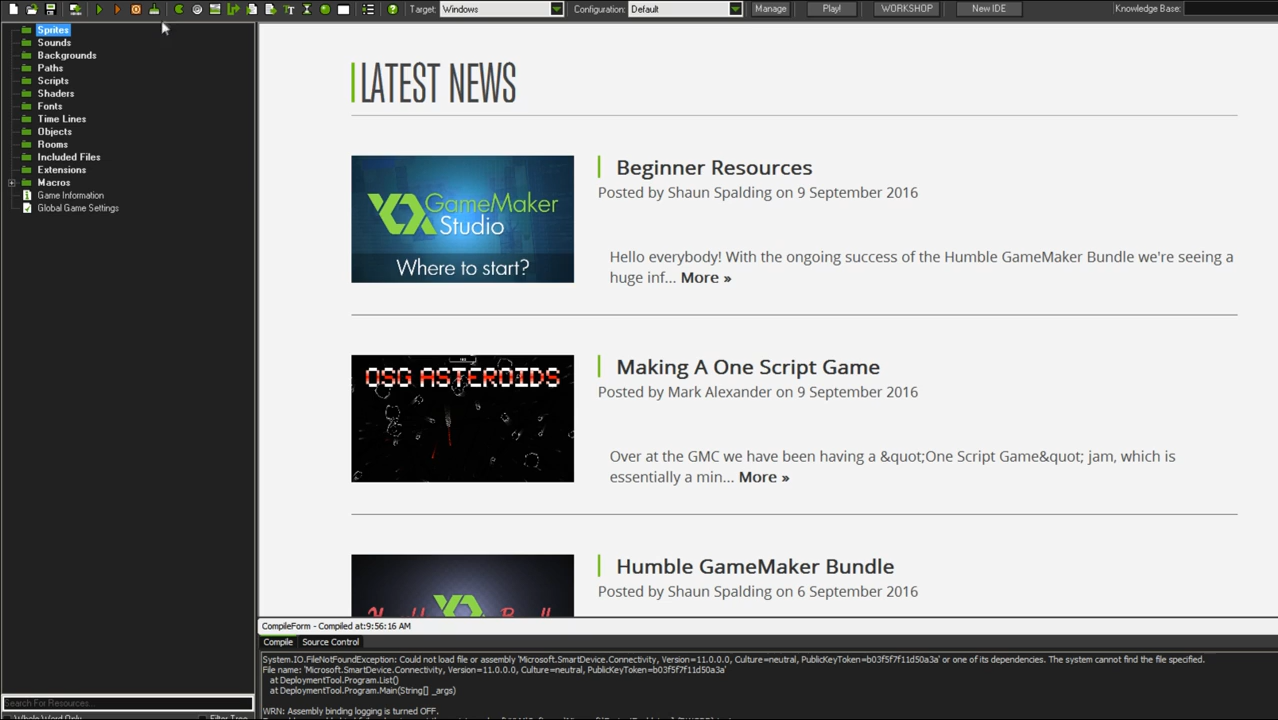 Target: Windows Configuration: Default Manage Play! WORKSHOP New IDE Knowledge Base:
Sprites
Sounds
Backgrounds
Paths
Scripts
Shaders
Fonts
Time Lines
Objects
Rooms
Included Files
Extensions
Macros
Game Information
Global Game Settings
Search For Resources...
Whole Word Only Filter Tree
LATEST NEWS
GameMaker
Studio
Where to start?
Beginner Resources
Posted by Shaun Spalding on 9 September 2016
Hello everybody! With the ongoing success of the Humble GameMaker Bundle we're seeing a
huge inf... More »
OSG ASTEROIDS
Making A One Script Game
Posted by Mark Alexander on 9 September 2016
Over at the GMC we have been having a &quot;One Script Game&quot; jam, which is
essentially a min... More »
Humble GameMaker Bundle
Posted by Shaun Spalding on 6 September 2016
CompileForm - Compiled at:9:56:16 AM
Compile Source Control
System.IO.FileNotFoundException: Could not load file or assembly 'Microsoft.SmartDevice.Connectivity, Version=11.0.0.0, Culture=neutral, PublicKeyToken=b03f5f7f11d50a3a' or one of its dependencies. The system cannot find the file specified.
File name: 'Microsoft.SmartDevice.Connectivity, Version=11.0.0.0, Culture=neutral, PublicKeyToken=b03f5f7f11d50a3a'
at DeploymentTool.Program.List()
at DeploymentTool.Program.Main(String[] _args)
WRN: Assembly binding logging is turned OFF.